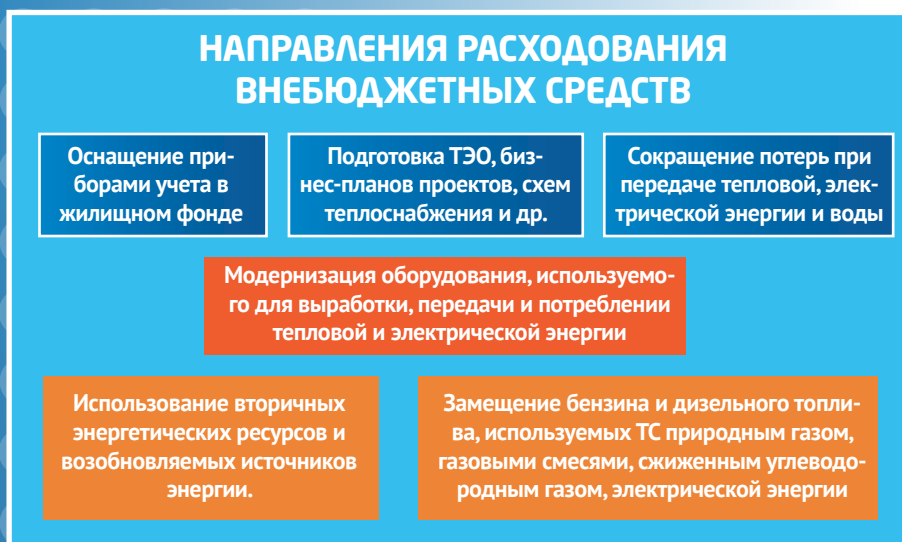 НАПРАВЛЕНИЯ РАСХОДОВАНИЯ
ВНЕБЮДЖЕТНЫХ СРЕДСТВ
Оснащение при-
борами учета в
жилищном фонде
Подготовка ТЭО, биз-
нес-планов проектов, схем
теплоснабжения и др.
Сокращение потерь при
передаче тепловой, элек-
трической энергии и воды
Модернизация оборудования, используемо-
го для выработки, передачи и потреблении
тепловой и электрической энергии
Использование вторичных
энергетических ресурсов и
возобновляемых источников
энергии.
Замещение бензина и дизельного топли-
ва, используемых ТС природным газом,
газовыми смесями, сжиженным углеводо-
родным газом, электрической энергии